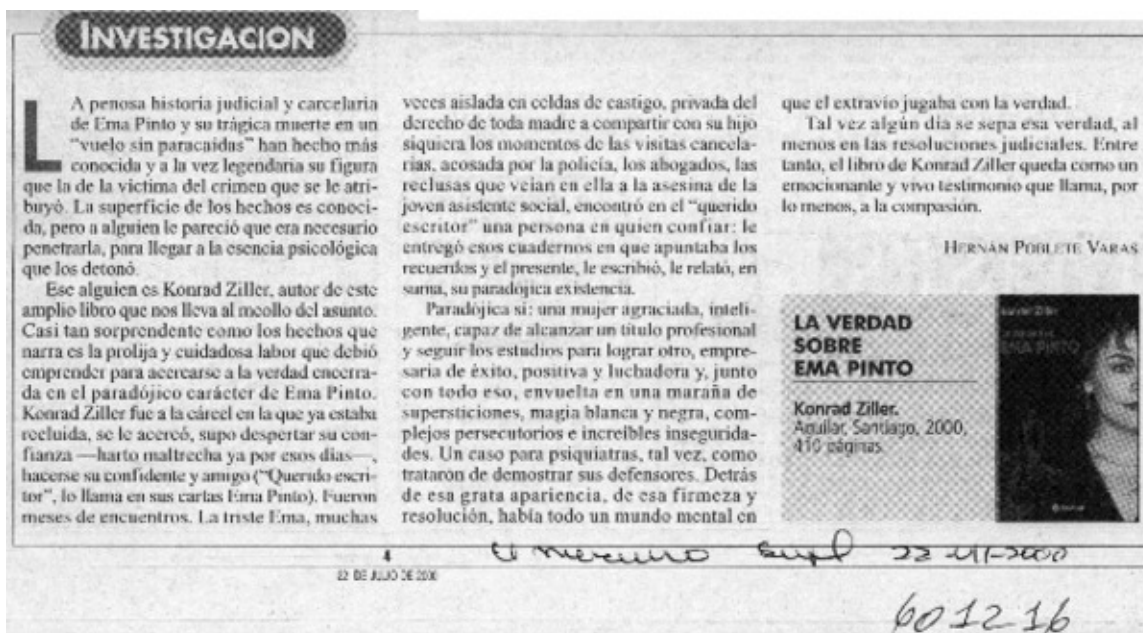 INVESTIGACION
LA penosa historia judicial y carcelaria
de Ema Pinto y su trágica muerte en un
"vuelo sin paracaídas" han hecho más
conocida y a la vez legendaria su figura
que la de la víctima del crimen que se le atri-
buyó. La superficie de los hechos es conoci-
da, pero a alguien le pareció que era necesario
penetrarla, para llegar a la esencia psicológica
que los detonó.
Ese alguien es Konrad Ziller, autor de este
amplio libro que nos lleva al meollo del asunto.
Casi tan sorprendente como los hechos que
narra es la prolija y cuidadosa labor que debió
emprender para acercarse a la verdad encerra-
da en el paradójico carácter de Ema Pinto.
Konrad Ziller fue a la cárcel en la que ya estaba
recluida, se le acercó, supo despertar su con-
fianza —harto maltrecha ya por esos días—,
hacerse su confidente y amigo ("Querido escri-
tor", lo llama en sus cartas Ema Pinto). Fueron
meses de encuentros. La triste Ema, muchas
veces aislada en celdas de castigo, privada del
derecho de toda madre a compartir con su hijo
siquiera los momentos de las visitas carcela-
rias, acosada por la policía, los abogados, las
reclusas que veían en ella a la asesina de la
joven asistente social, encontró en el "querido
escritor" una persona en quien confiar: le
entregó esos cuadernos en que apuntaba los
recuerdos y el presente, le escribió, le relató, en
suma, su paradójica existencia.
Paradójica sí: una mujer agraciada, inteli-
gente, capaz de alcanzar un título profesional
y seguir los estudios para lograr otro, empre-
saria de éxito, positiva y luchadora y, junto
con todo eso, envuelta en una maraña de
supersticiones, magia blanca y negra, com-
plejos persecutorios e increíbles insegurida-
des. Un caso para psiquiatras, tal vez, como
trataron de demostrar sus defensores. Detrás
de esa grata apariencia, de esa firmeza y
resolución, había todo un mundo mental en
que el extravío jugaba con la verdad.
Tal vez algún día se sepa esa verdad, al
menos en las resoluciones judiciales. Entre
tanto, el libro de Konrad Ziller queda como un
emocionante y vivo testimonio que llama, por
lo menos, a la compasión.
HERNÁN POBLETE VARAS
LA VERDAD
SOBRE
EMA PINTO
Konrad Ziller.
Aguilar, Santiago, 2000,
410 páginas.
Konrad Ziller
EMA PINTO
22 DE JULIO DE 2000
El Mercurio 22-VII-2000
601216